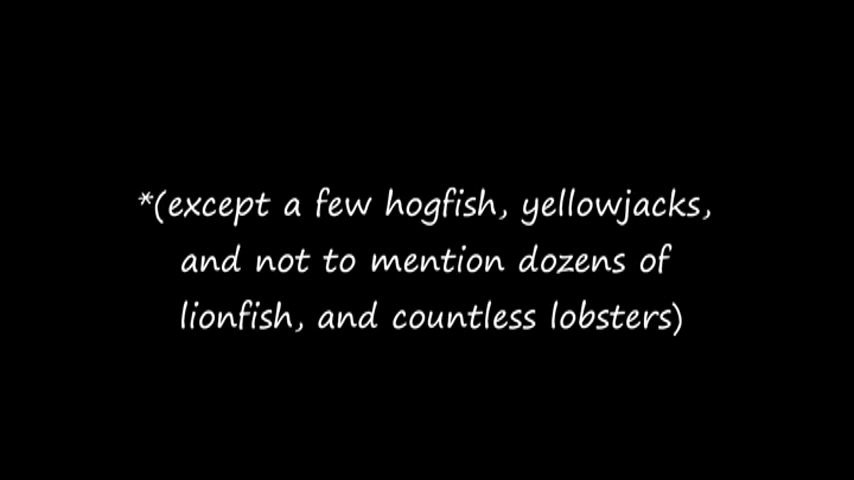 *(except a few hogfish, yellowjacks,
and not to mention dozens of
lionfish, and countless lobsters)